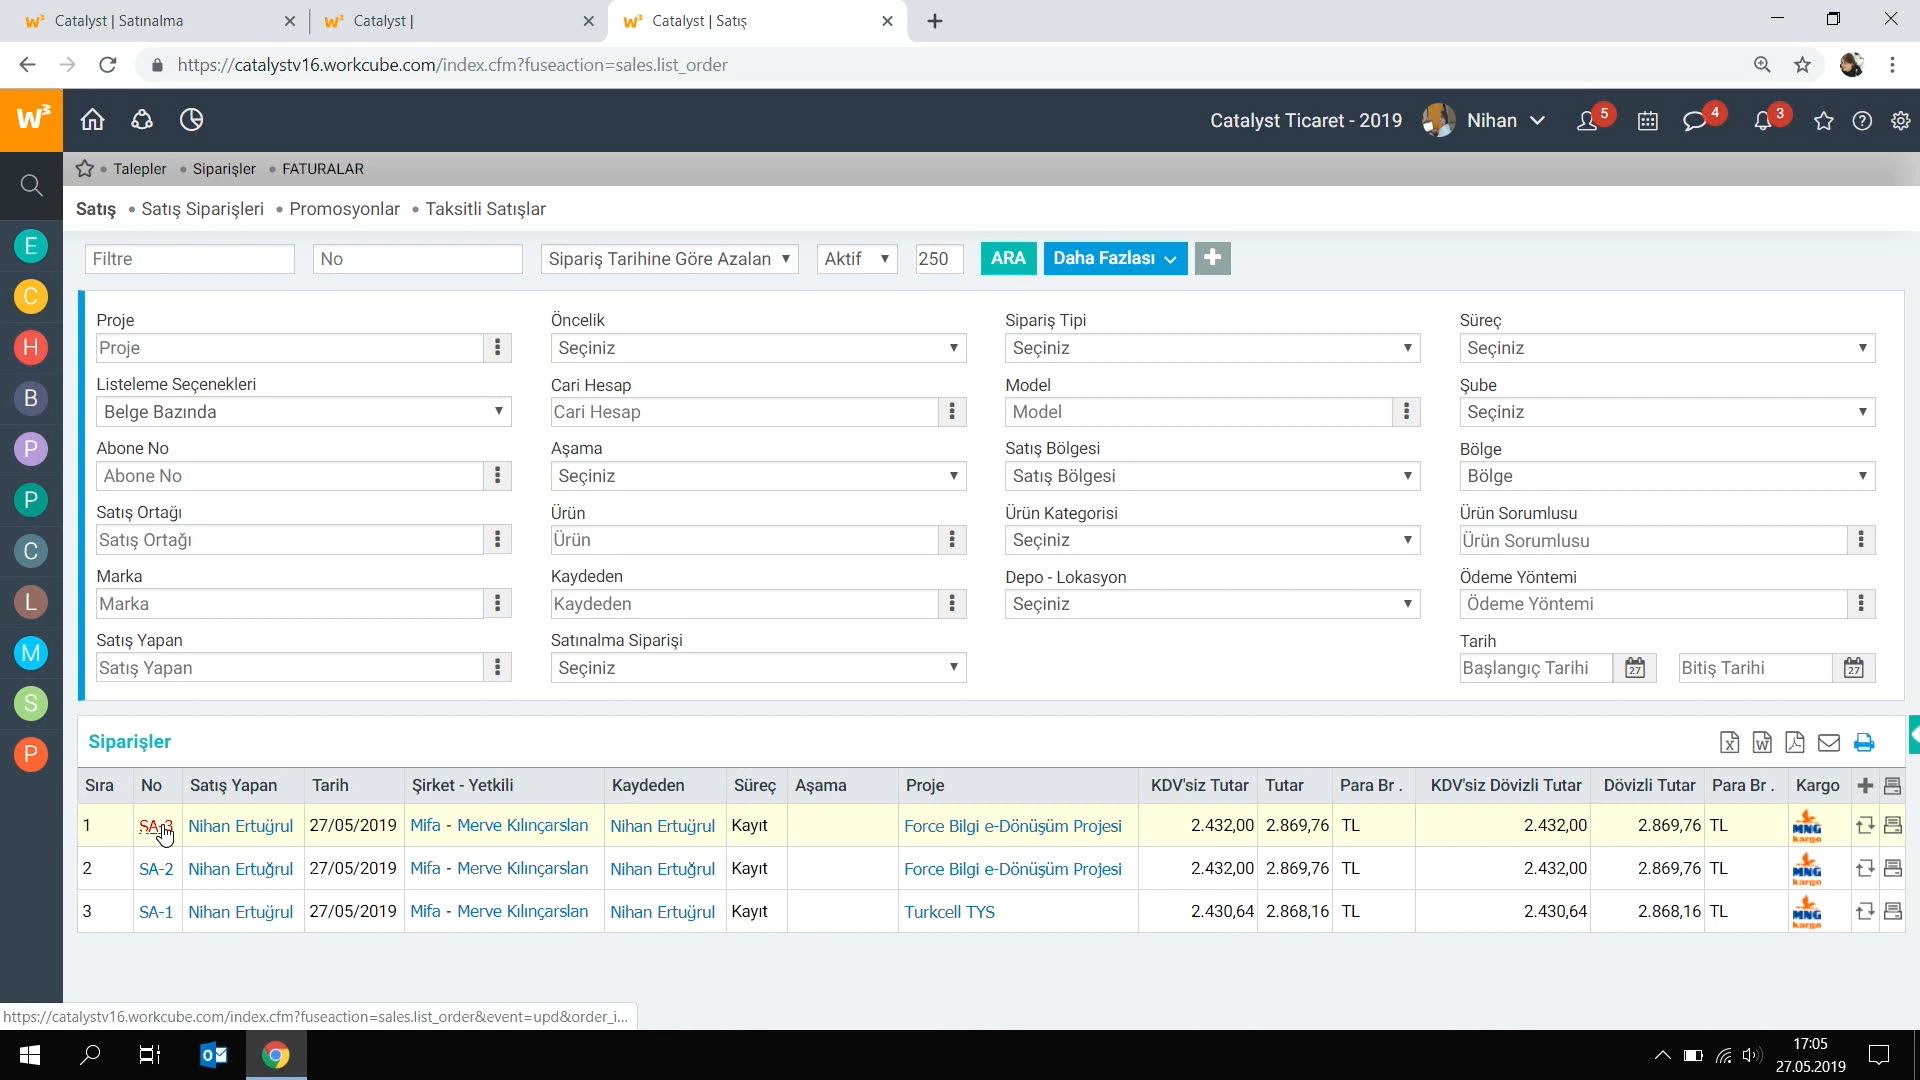 Catalyst | Satınalma
Catalyst |
Catalyst | Satış
https://catalystv16.workcube.com/index.cfm?fuseaction=sales.list_order
Catalyst Ticaret - 2019 Nihan 5 4 3
Talepler • Siparişler • FATURALAR
Satış • Satış Siparişleri • Promosyonlar • Taksitli Satışlar
Filtre No Sipariş Tarihine Göre Azalan Aktif 250 ARA Daha Fazlası
E
C
H
B
P
P
C
L
M
S
P
Proje Öncelik Sipariş Tipi Süreç
Proje Seçiniz Seçiniz Seçiniz
Listeleme Seçenekleri Cari Hesap Model Şube
Belge Bazında Cari Hesap Model Seçiniz
Abone No Aşama Satış Bölgesi Bölge
Abone No Seçiniz Satış Bölgesi Bölge
Satış Ortağı Ürün Ürün Kategorisi Ürün Sorumlusu
Satış Ortağı Ürün Seçiniz Ürün Sorumlusu
Marka Kaydeden Depo - Lokasyon Ödeme Yöntemi
Marka Kaydeden Seçiniz Ödeme Yöntemi
Satış Yapan Satınalma Siparişi Tarih
Satış Yapan Seçiniz Başlangıç Tarihi 27 Bitiş Tarihi 27
Siparişler
Sıra No Satış Yapan Tarih Şirket - Yetkili Kaydeden Süreç Aşama Proje KDV'siz Tutar Tutar Para Br . KDV'siz Dövizli Tutar Dövizli Tutar Para Br . Kargo
1 SA-3 Nihan Ertuğrul 27/05/2019 Mifa - Merve Kılınçarslan Nihan Ertuğrul Kayıt Force Bilgi e-Dönüşüm Projesi 2.432,00 2.869,76 TL 2.432,00 2.869,76 TL MNG kargo
2 SA-2 Nihan Ertuğrul 27/05/2019 Mifa - Merve Kılınçarslan Nihan Ertuğrul Kayıt Force Bilgi e-Dönüşüm Projesi 2.432,00 2.869,76 TL 2.432,00 2.869,76 TL MNG kargo
3 SA-1 Nihan Ertuğrul 27/05/2019 Mifa - Merve Kılınçarslan Nihan Ertuğrul Kayıt Turkcell TYS 2.430,64 2.868,16 TL 2.430,64 2.868,16 TL MNG kargo
https://catalystv16.workcube.com/index.cfm?fuseaction=sales.list_order&event=upd&order_i...
17:05
27.05.2019